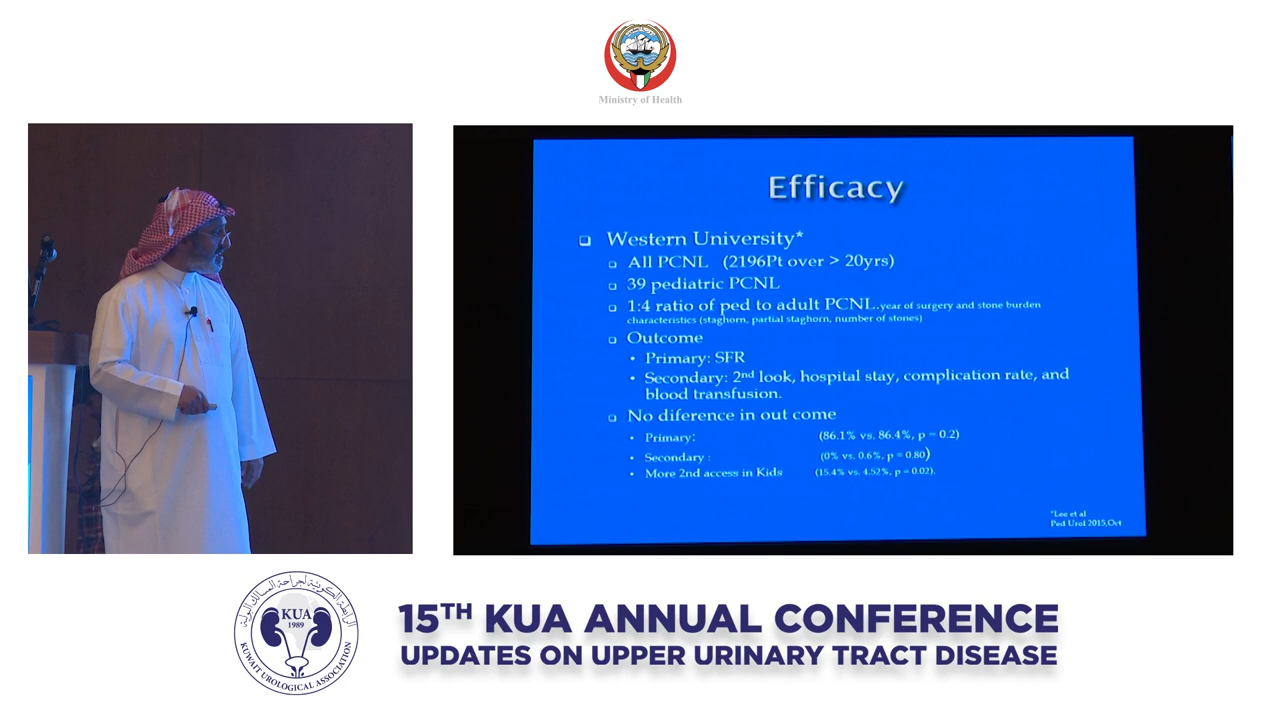 Ministry of Health
Efficacy
Western University*
All PCNL (2196Pt over > 20yrs)
39 pediatric PCNL
1:4 ratio of ped to adult PCNL.year of surgery and stone burden
characteristics (staghorn, partial staghorn, number of stones)
Outcome
Primary: SFR
Secondary: 2nd look, hospital stay, complication rate, and
blood transfusion.
No diference in out come
Primary: (86.1% vs. 86.4%, p = 0.2)
Secondary : (0% vs. 0.6%, p = 0.80)
More 2nd access in Kids (15.4% vs. 4.52%, p = 0.02).
*Lee et al
Ped Urol 2015,Oct
الرابطة الكويتية لجراحة المسالك البولية
KUA
1989
KUWAIT UROLOGICAL ASSOCIATION
15TH KUA ANNUAL CONFERENCE
UPDATES ON UPPER URINARY TRACT DISEASE